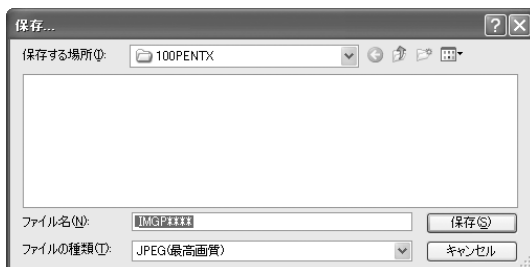 保存...
保存する場所(I):
100PENTX
ファイル名(N):
IMGP****
保存(S)
ファイルの種類(T):
JPEG(最高画質)
キャンセル